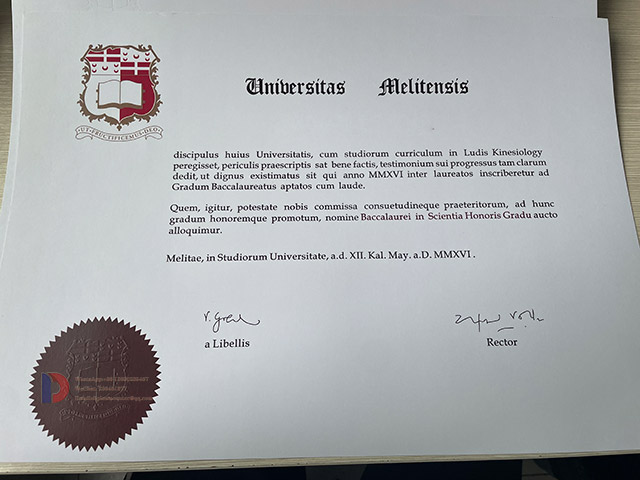 Universitas Melitensis
UT · FRUCTIFICEMUS · DEO
discipulus huius Universitatis, cum studiorum curriculum in Ludis Kinesiology
peregisset, periculis praescriptis sat bene factis, testimonium sui progressus tam clarum
dedit, ut dignus existimatus sit qui anno MMXVI inter laureatos inscriberetur ad
Gradum Baccalaureatus aptatos cum laude.
Quem, igitur, potestate nobis commissa consuetudineque praeteritorum, ad hunc
gradum honoremque promotum, nomine Baccalaurei in Scientia Honoris Gradu aucto
alloquimur.
Melitae, in Studiorum Universitate, a.d. XII. Kal. May. a.D. MMXVI .
a Libellis
Rector